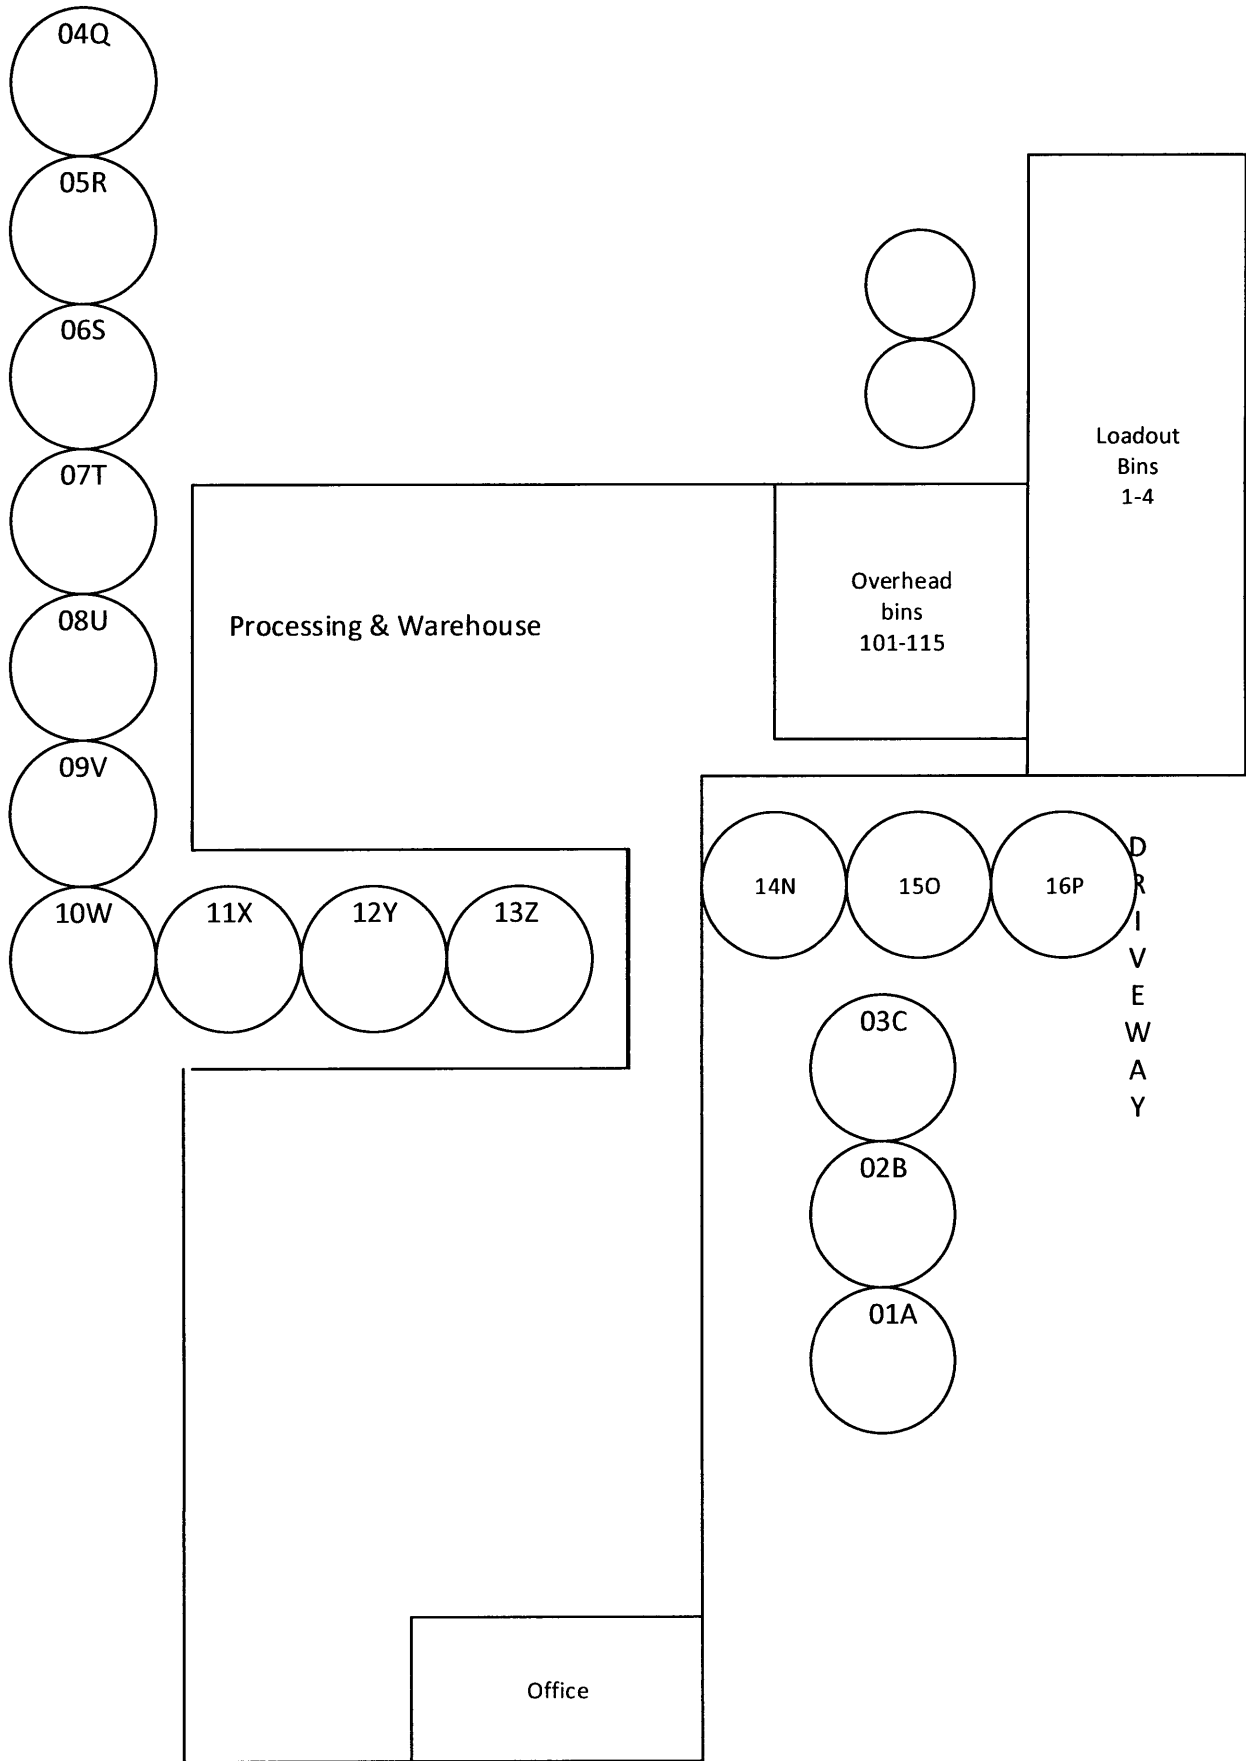 04Q
05R
06S
07T
08U
09V
10W
11X
12Y
13Z
Processing & Warehouse
Overhead
bins
101-115
Loadout
Bins
1-4
14N
15O
16P
D
R
I
V
E
W
A
Y
03C
02B
01A
Office